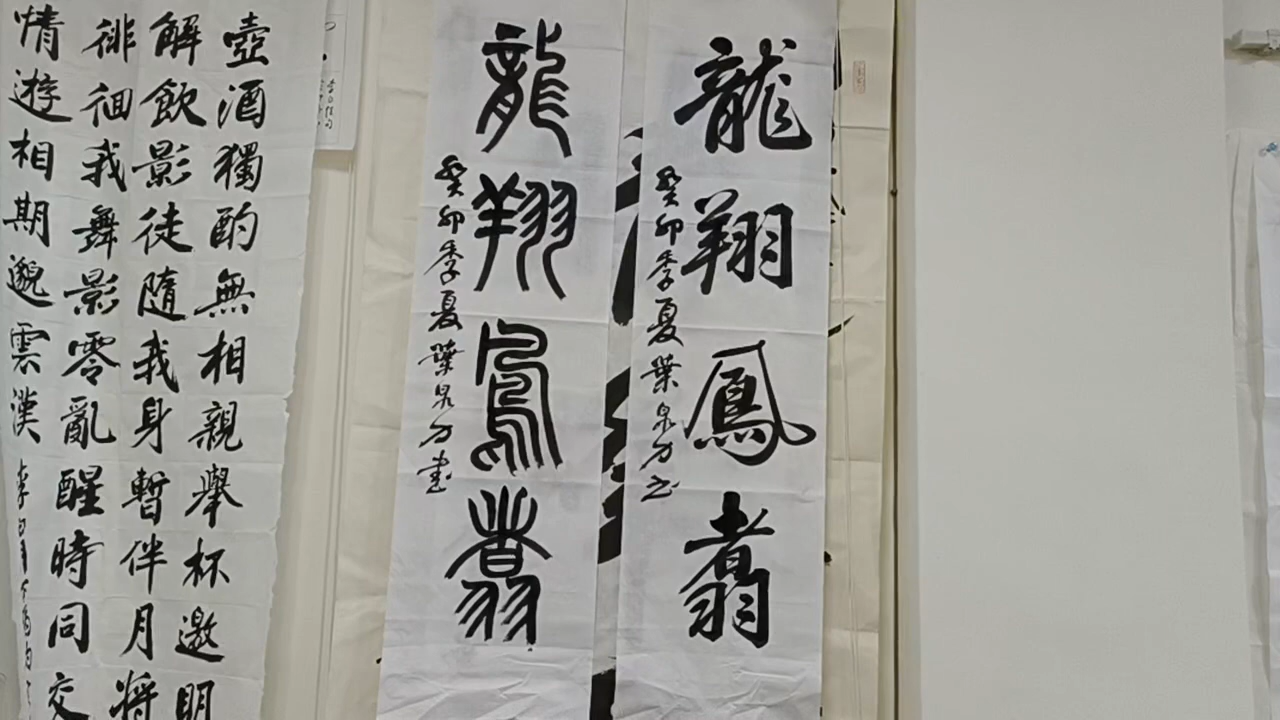 龍翔鳳翥
癸卯季夏葉泉方書
龍翔鳳翥
癸卯季夏葉泉方書
壺酒獨酌無相親舉杯邀明
解飲影徒隨我身暫伴月將
徘徊我舞影零亂醒時同交
情遊相期邈雲漢